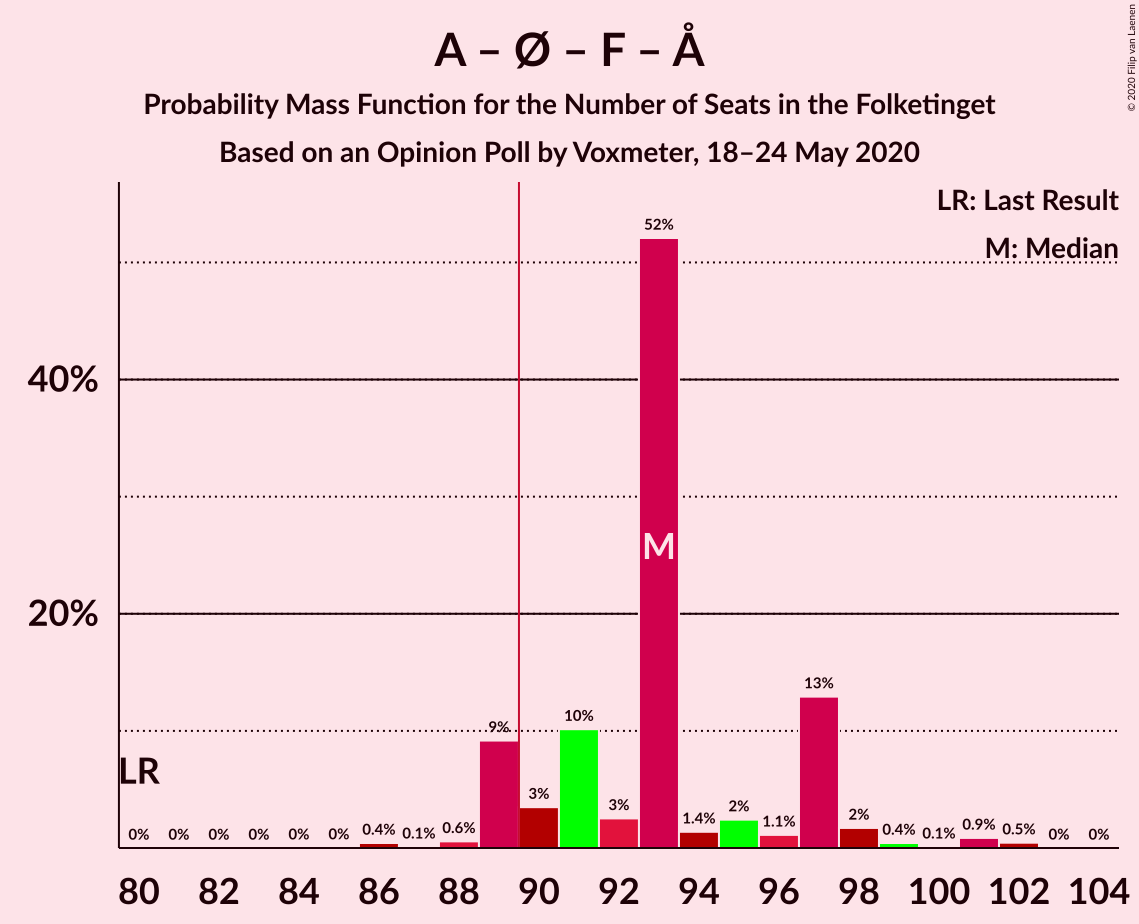 A – Ø – F – Å
Probability Mass Function for the Number of Seats in the Folketinget
Based on an Opinion Poll by Voxmeter, 18–24 May 2020
© 2020 Filip van Laenen
LR: Last Result
M: Median
52%
40%
M
20%
13%
10%
9%
LR
3%
3%
2%
2%
0% 0% 0% 0% 0% 0% 0.4% 0.1% 0.6% 1.4% 1.1% 0.4% 0.1% 0.9% 0.5% 0% 0%
80 82 84 86 88 90 92 94 96 98 100 102 104